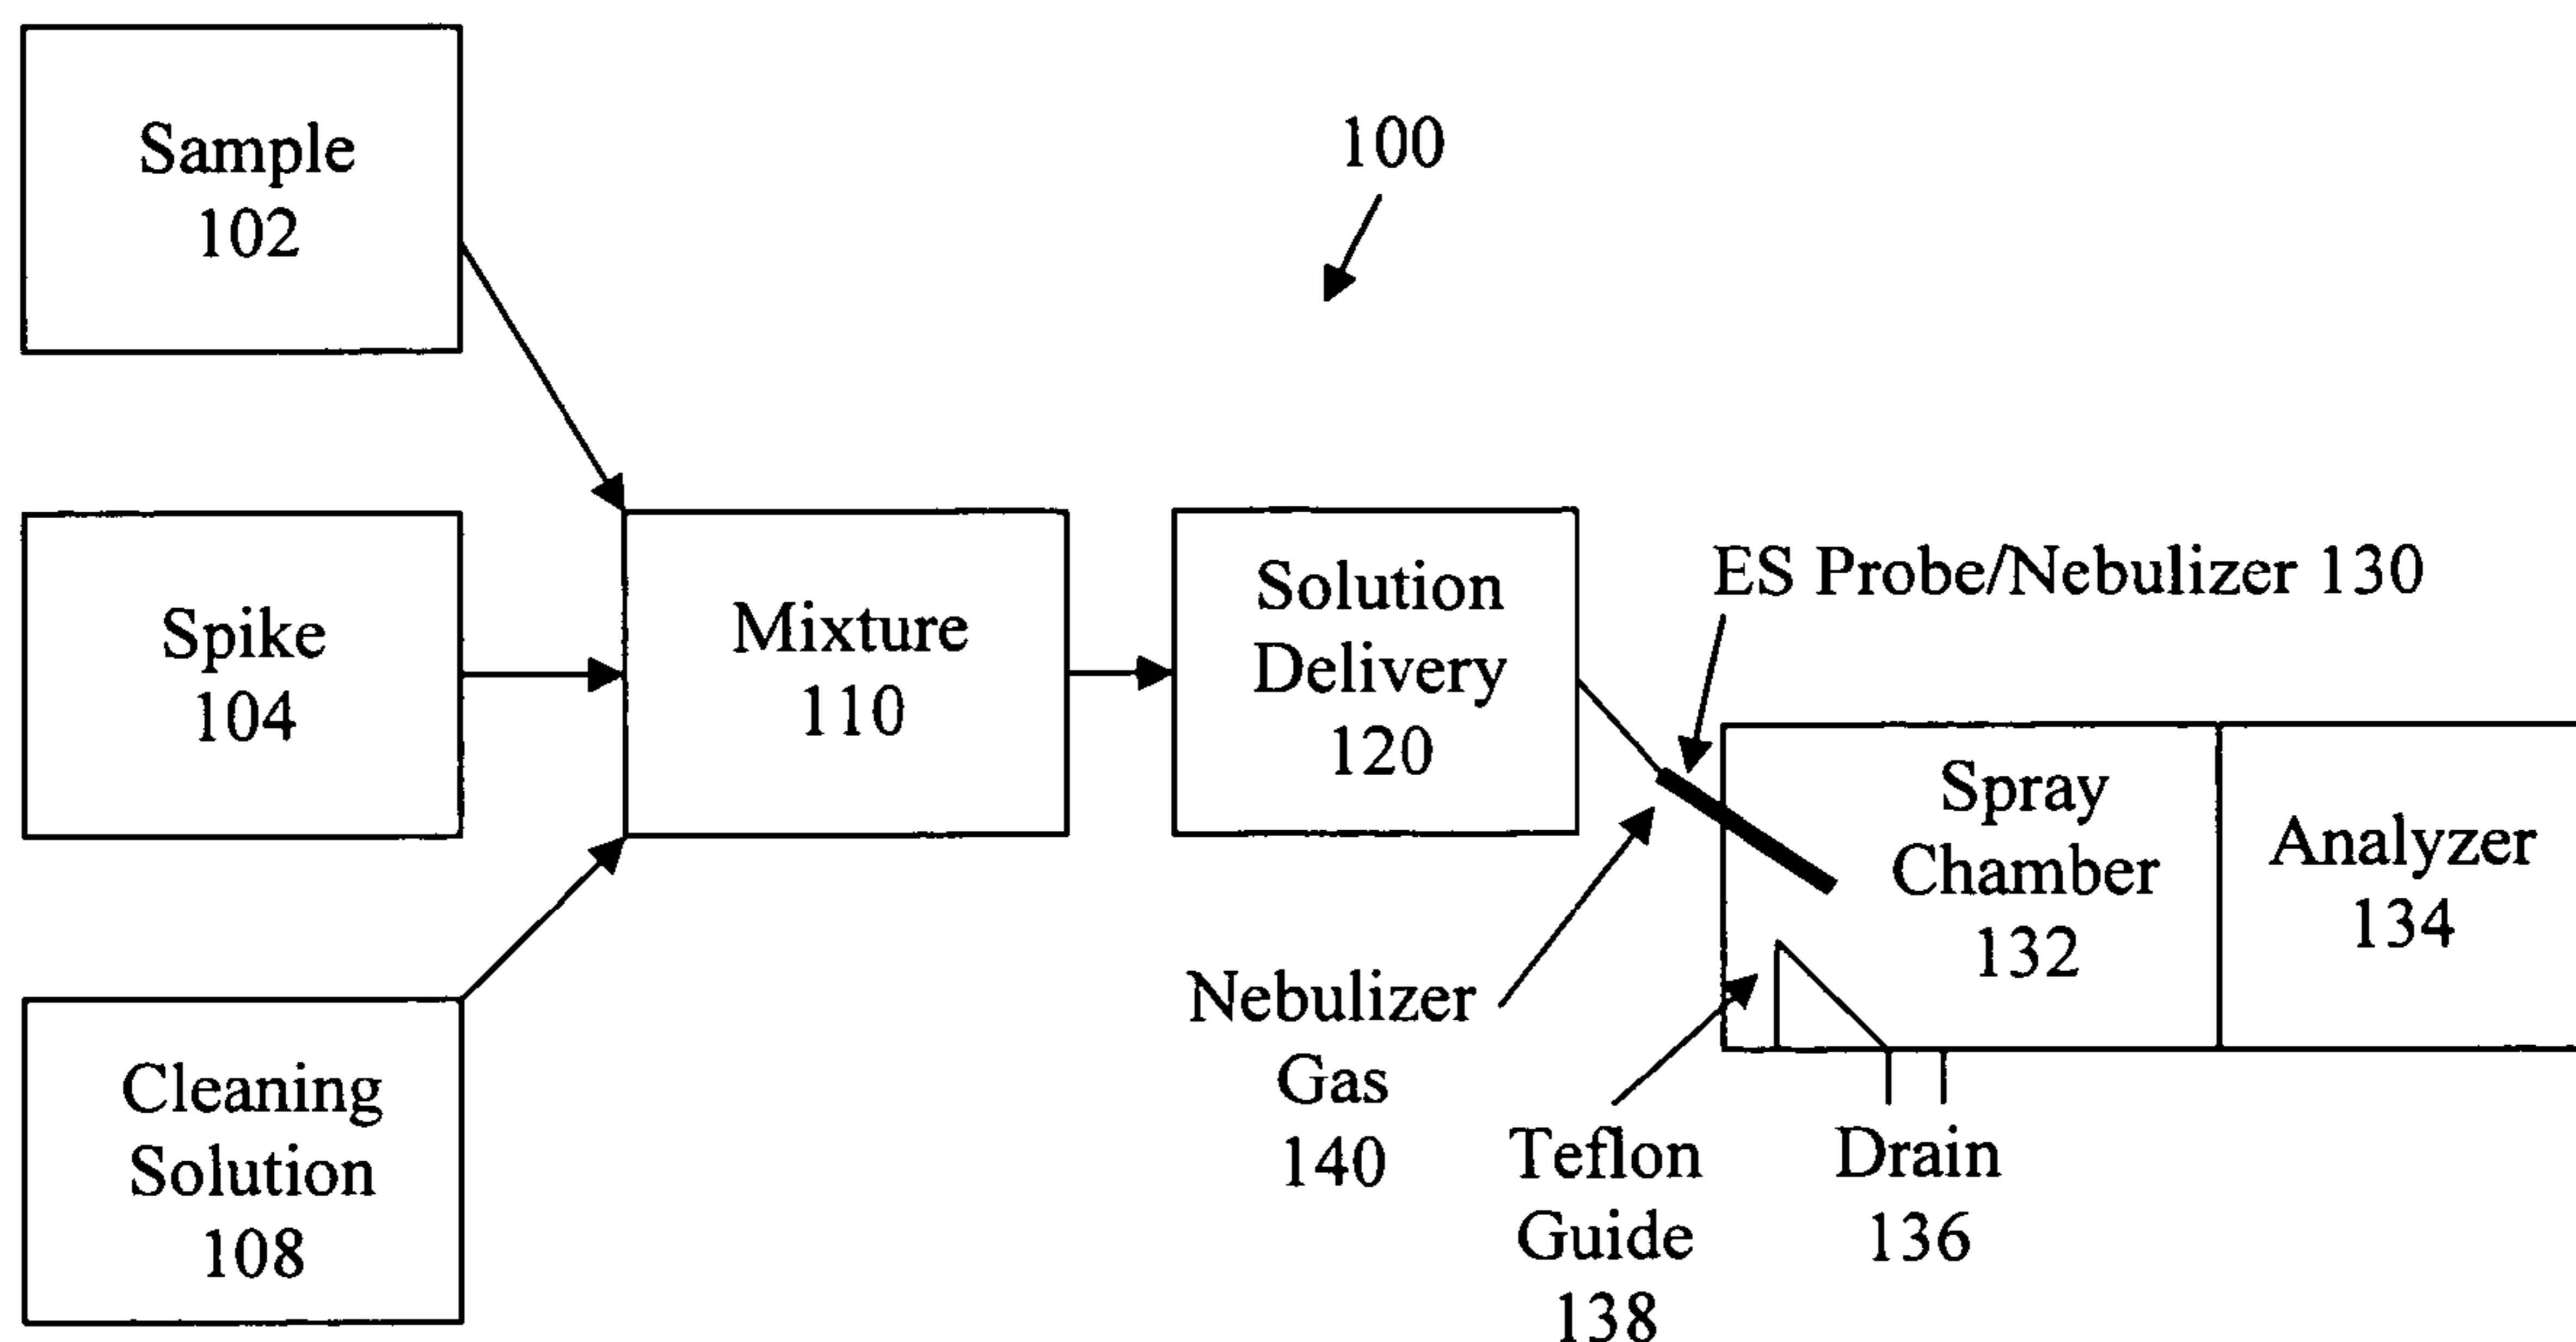 Sample
102
100
Spike
104
Mixture
110
Solution
Delivery
120
ES Probe/Nebulizer 130
Spray
Chamber
132
Analyzer
134
Cleaning
Solution
108
Nebulizer
Gas
140
Teflon
Guide
138
Drain
136